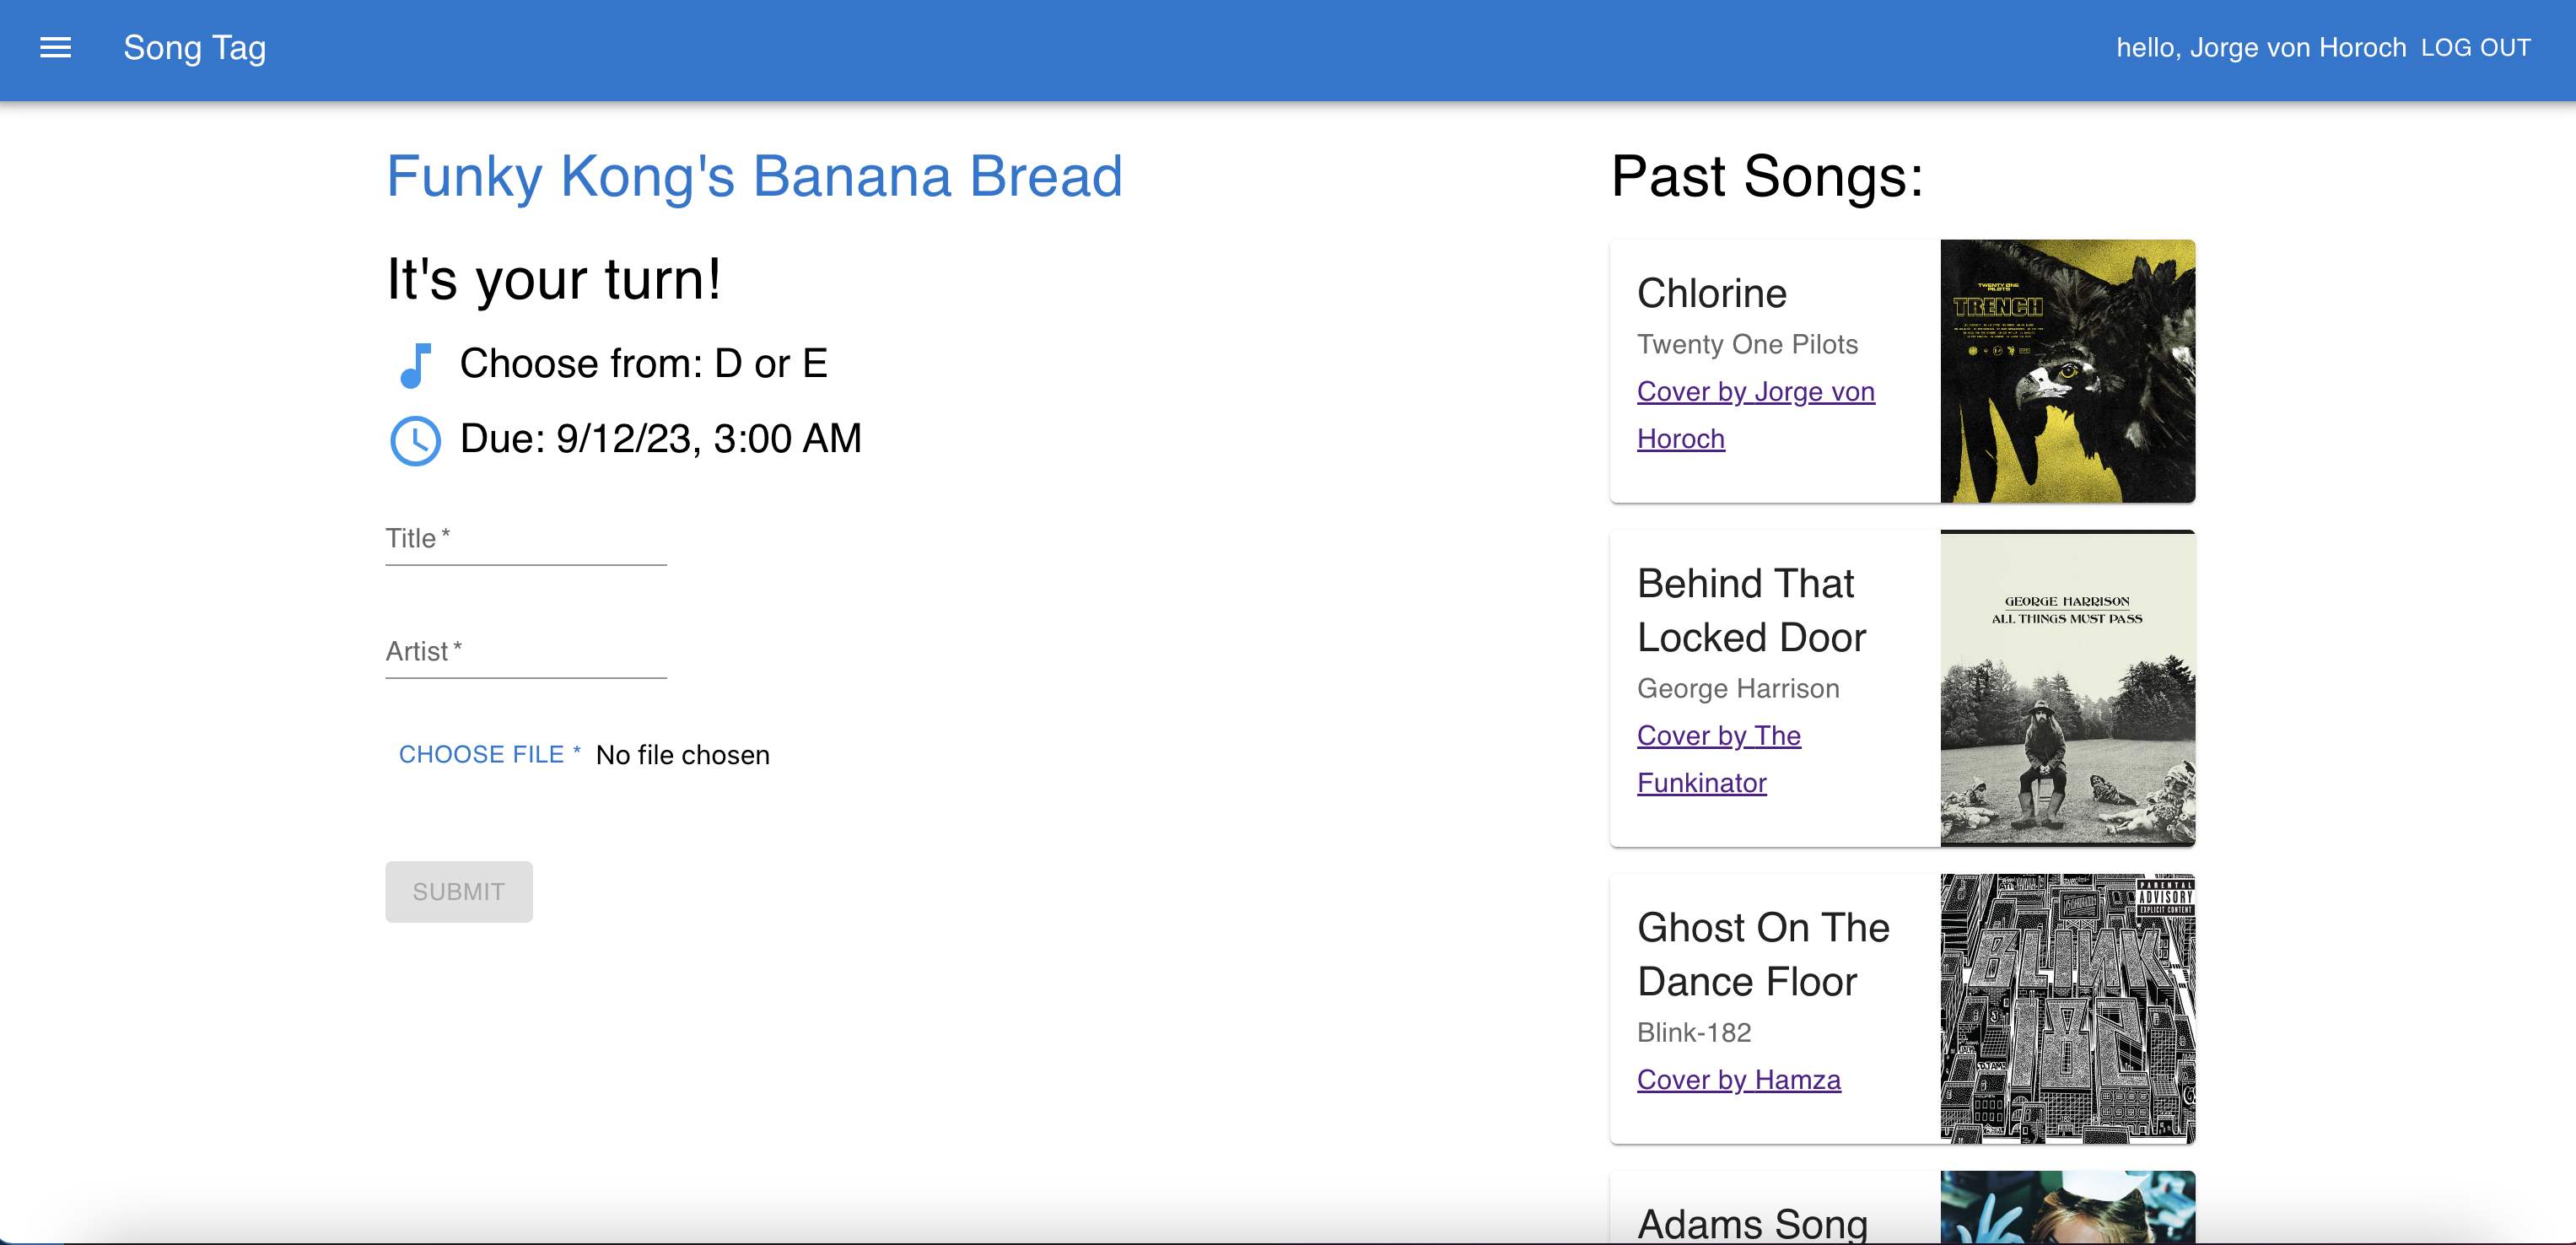 Song Tag
hello, Jorge von Horoch LOG OUT
Funky Kong's Banana Bread
It's your turn!
Choose from: D or E
Due: 9/12/23, 3:00 AM
Title *
Artist *
CHOOSE FILE * No file chosen
SUBMIT
Past Songs:
Chlorine
Twenty One Pilots
Cover by Jorge von
Horoch
TWENTY ONE
PILOTS
TRENCH
Behind That
Locked Door
George Harrison
Cover by The
Funkinator
GEORGE HARRISON
ALL THINGS MUST PASS
Ghost On The
Dance Floor
Blink-182
Cover by Hamza
PARENTAL
ADVISORY
EXPLICIT CONTENT
BLINK
182
Adams Song